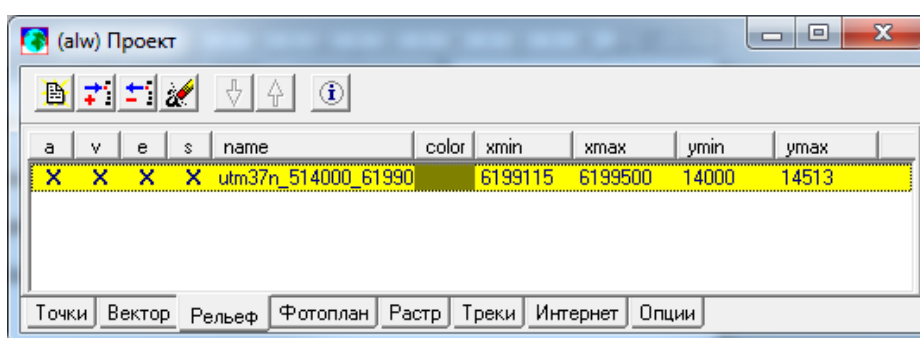 (alw) Проект
a v e s name color xmin xmax ymin ymax
X X X X utm37n_514000_61990 6199115 6199500 14000 14513
Точки Вектор Рельеф Фотоплан Растр Треки Интернет Опции